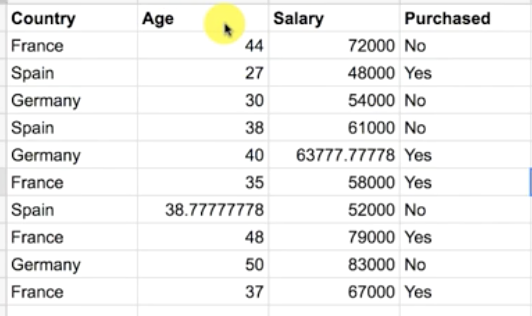 Country Age Salary Purchased
France 44 72000 No
Spain 27 48000 Yes
Germany 30 54000 No
Spain 38 61000 No
Germany 40 63777.77778 Yes
France 35 58000 Yes
Spain 38.77777778 52000 No
France 48 79000 Yes
Germany 50 83000 No
France 37 67000 Yes